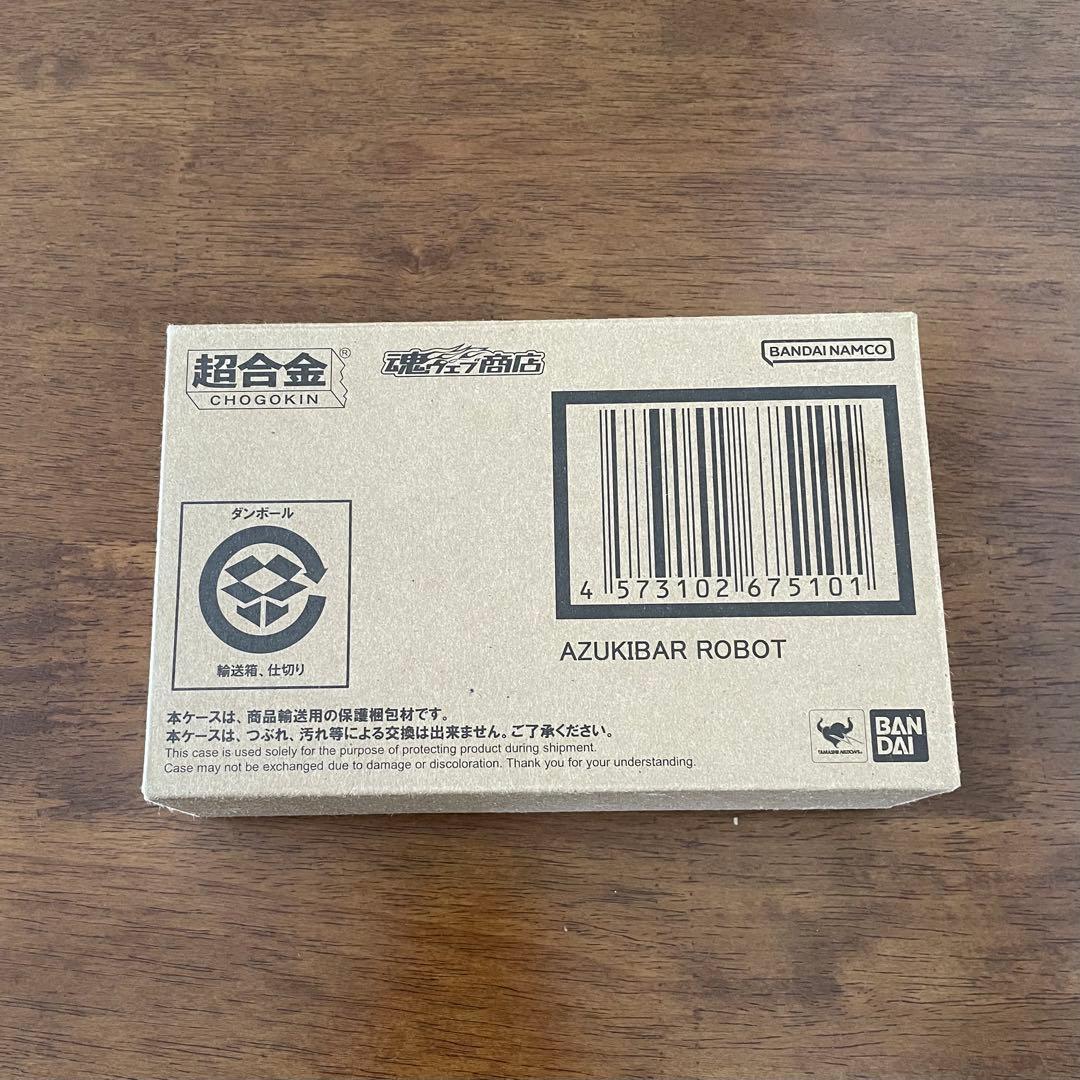 超合金®
CHOGOKIN
魂ウェブ商店
BANDAI NAMCO
4 573102 675101
AZUKIBAR ROBOT
ダンボール
輸送箱、仕切り
本ケースは、商品輸送用の保護梱包材です。
本ケースは、つぶれ、汚れ等による交換は出来ません。ご了承ください。
This case is used solely for the purpose of protecting product during shipment.
Case may not be exchanged due to damage or discoloration. Thank you for your understanding.
TAMASHII NATIONS
BAN
DAI